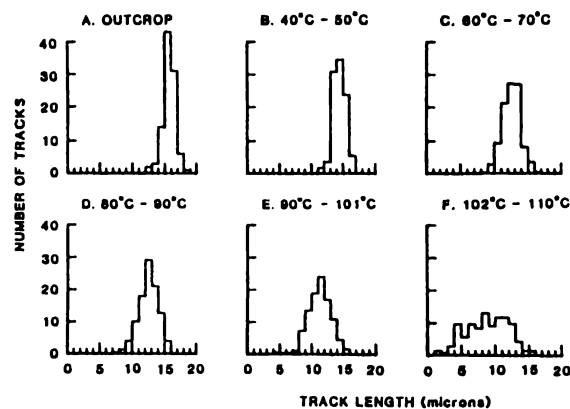 A. OUTCROP
B. 40°C - 50°C
C. 60°C - 70°C
40
30
20
10
0
NUMBER OF TRACKS
D. 80°C - 90°C
E. 90°C - 101°C
F. 102°C - 110°C
40
30
20
10
0
0 5 10 15 20
0 5 10 15 20
0 5 10 15 20
TRACK LENGTH (microns)